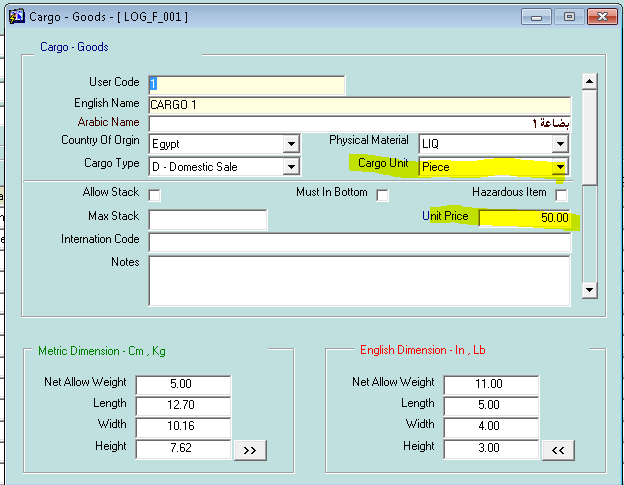 Cargo - Goods - [ LOG_F_001 ]
Cargo - Goods
User Code 1
English Name CARGO 1
Arabic Name بضاعة ١
Country Of Orgin Egypt Physical Material LIQ
Cargo Type D - Domestic Sale Cargo Unit Piece
Allow Stack Must In Bottom Hazardous Item
Max Stack Unit Price 50.00
Internation Code
Notes
Metric Dimension - Cm , Kg
Net Allow Weight 5.00
Length 12.70
Width 10.16
Height 7.62 >>
English Dimension - In , Lb
Net Allow Weight 11.00
Length 5.00
Width 4.00
Height 3.00 <<